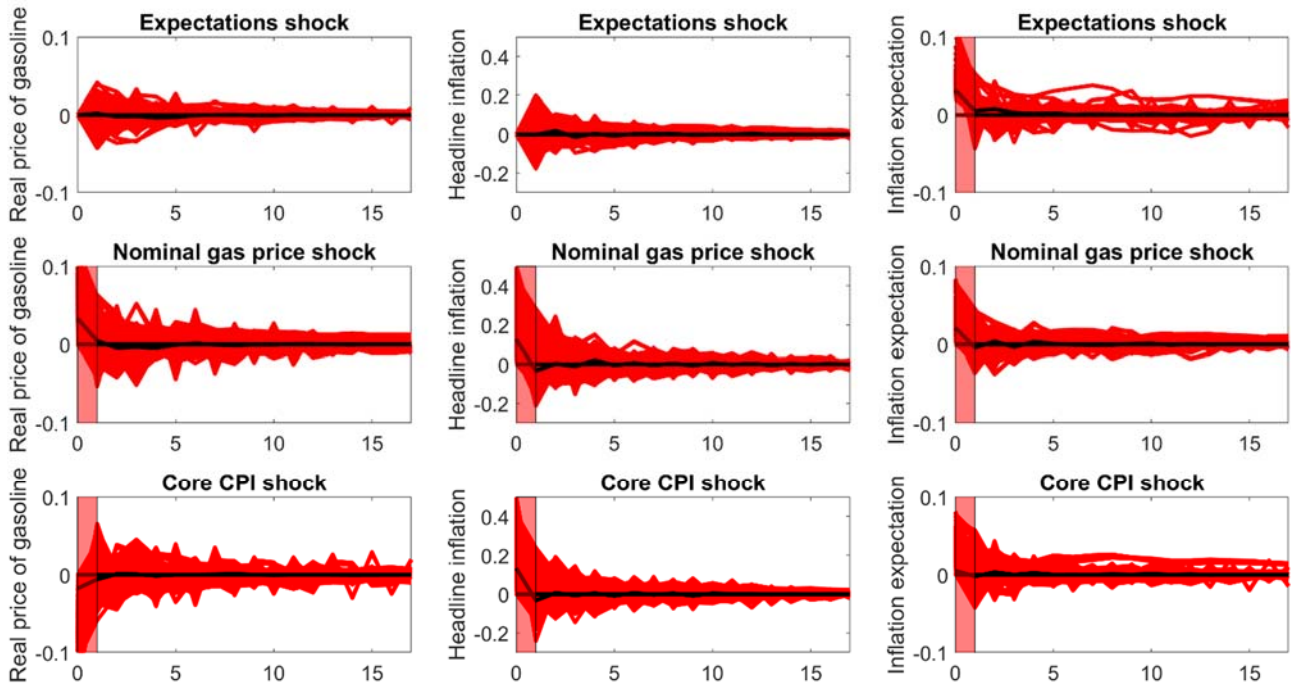 Expectations shock
Real price of gasoline
0.1
0
-0.1
0 5 10 15
Expectations shock
Headline inflation
0.4
0.2
0
-0.2
0 5 10 15
Expectations shock
Inflation expectation
0.1
0
-0.1
0 5 10 15
Nominal gas price shock
Real price of gasoline
0.1
0
-0.1
0 5 10 15
Nominal gas price shock
Headline inflation
0.4
0.2
0
-0.2
0 5 10 15
Nominal gas price shock
Inflation expectation
0.1
0
-0.1
0 5 10 15
Core CPI shock
Real price of gasoline
0.1
0
-0.1
0 5 10 15
Core CPI shock
Headline inflation
0.4
0.2
0
-0.2
0 5 10 15
Core CPI shock
Inflation expectation
0.1
0
-0.1
0 5 10 15